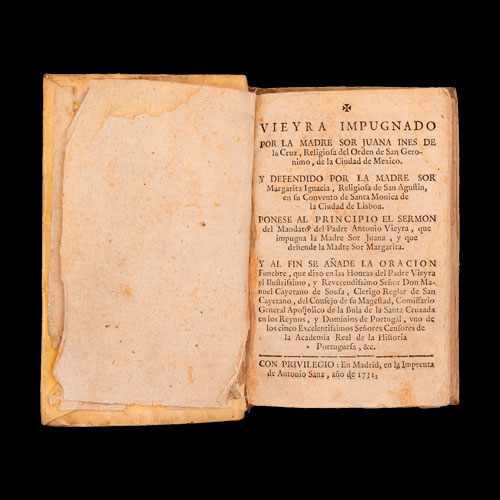 ✠
VIEYRA IMPUGNADO
POR LA MADRE SOR JUANA INES DE
la Cruz, Religiosa del Orden de San Gero-
nimo, de la Ciudad de Mexico.
Y DEFENDIDO POR LA MADRE SOR
Margarita Ignacia, Religiosa de San Agustin,
en su Convento de Santa Monica de
la Ciudad de Lisboa.
PONESE AL PRINCIPIO EL SERMON
del Mandato del Padre Antonio Vieyra, que
impugna la Madre Sor Juana, y que
defiende la Madre Sor Margarita.
Y AL FIN SE AÑADE LA ORACION
Funebre, que dixo en las Honras del Padre Vieyra
el Ilustissimo, y Reverendissimo Señor Don Ma-
nuel Cayetano de Sousa, Clerigo Reglar de San
Cayetano, del Consejo de su Magestad, Comissario
General Apostolico de la Bula de la Santa Cruzada
en los Reynos, y Dominios de Portugal, vno de
los cinco Excelentissimos Señores Censores de
la Academia Real de la Historia
Portuguesa, &c.
CON PRIVILEGIO: En Madrid, en la Imprenta
de Antonio Sanz, año de 1731.